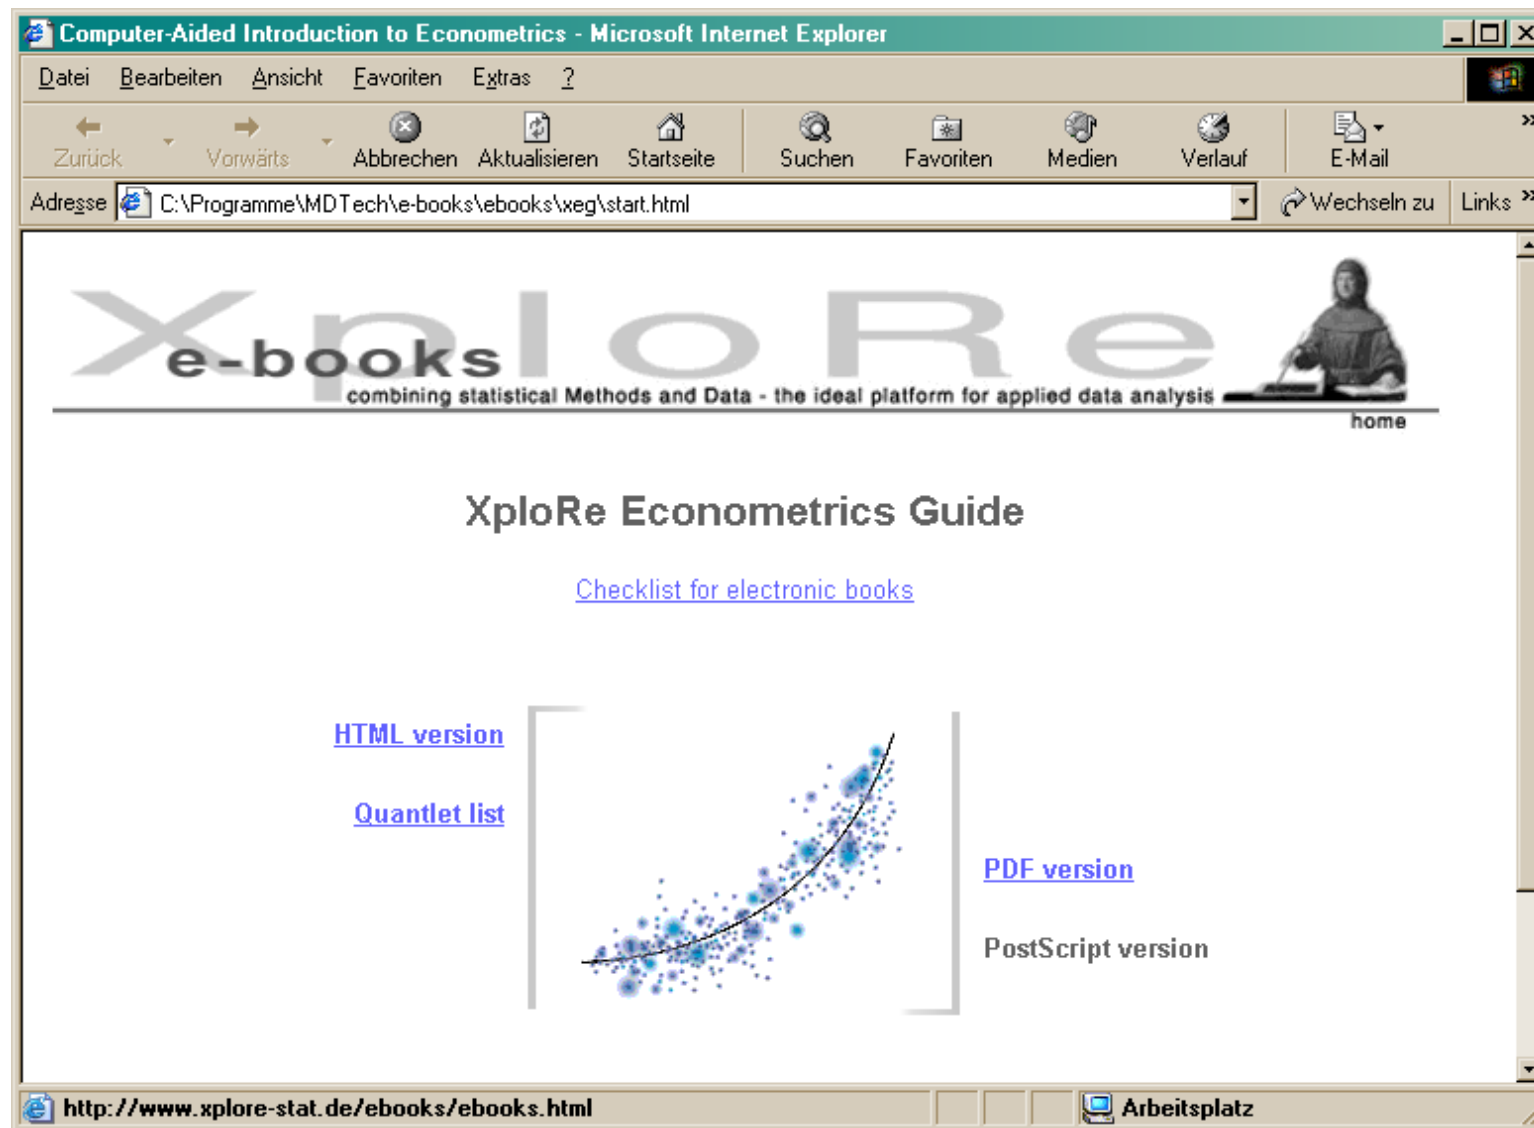 Computer-Aided Introduction to Econometrics - Microsoft Internet Explorer
Datei Bearbeiten Ansicht Favoriten Extras ?
Zurück Vorwärts Abbrechen Aktualisieren Startseite Suchen Favoriten Medien Verlauf E-Mail »
Adresse C:\Programme\MDTech\e-books\ebooks\xeg\start.html Wechseln zu Links »
XploRe
e-books
combining statistical Methods and Data - the ideal platform for applied data analysis
home
XploRe Econometrics Guide
Checklist for electronic books
HTML version
Quantlet list
PDF version
PostScript version
http://www.xplore-stat.de/ebooks/ebooks.html Arbeitsplatz